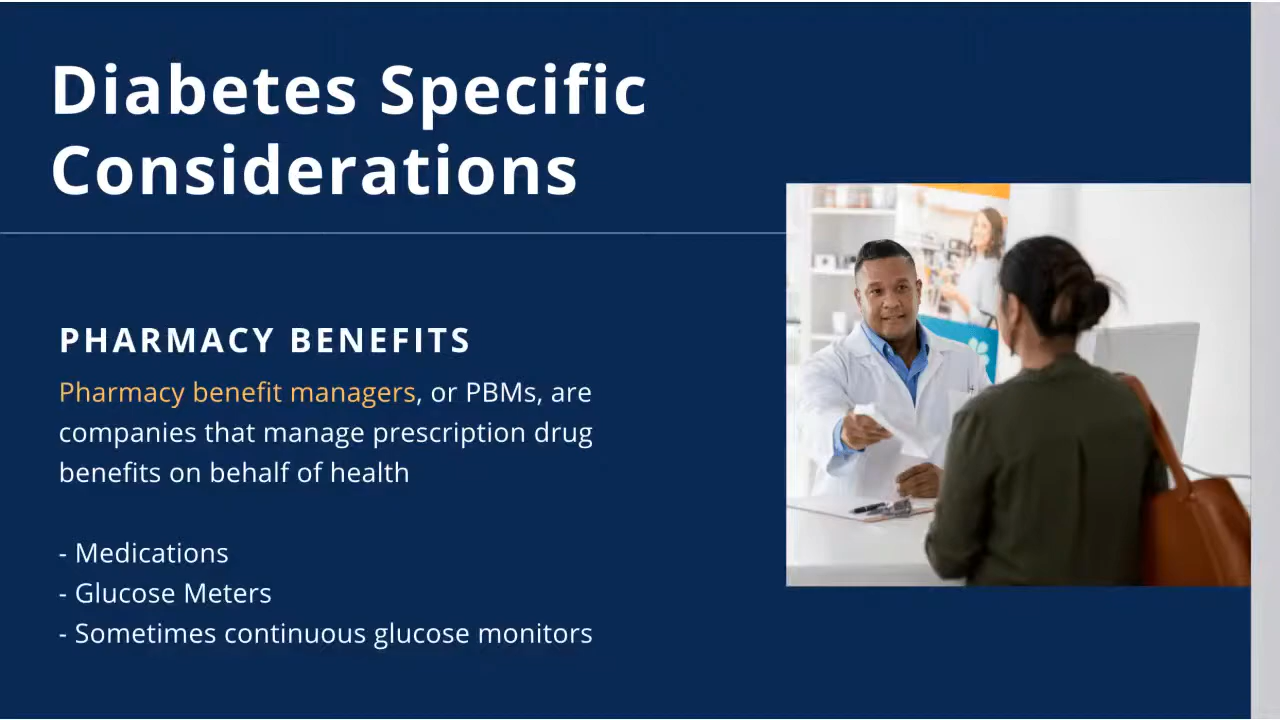 Diabetes Specific
Considerations
PHARMACY BENEFITS
Pharmacy benefit managers, or PBMs, are
companies that manage prescription drug
benefits on behalf of health
- Medications
- Glucose Meters
- Sometimes continuous glucose monitors